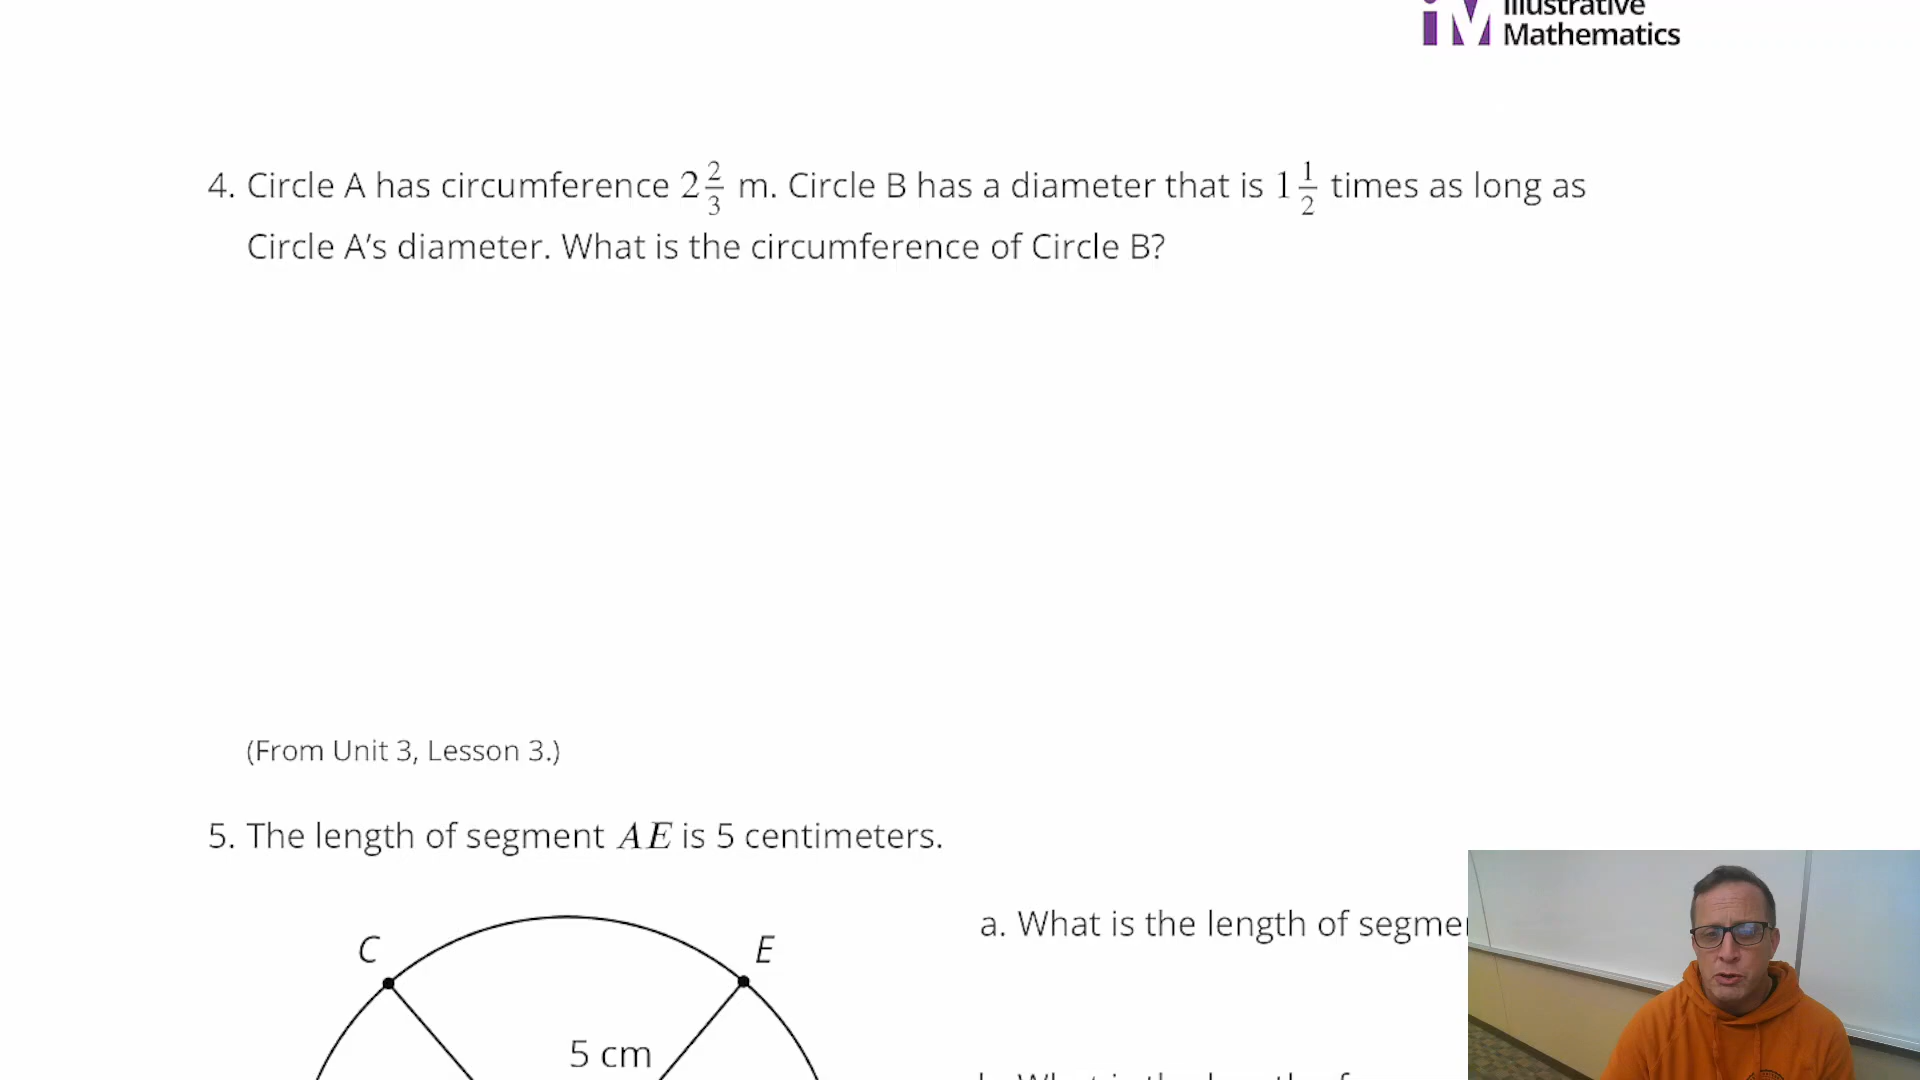 Illustrative
Mathematics
4. Circle A has circumference 2 2/3 m. Circle B has a diameter that is 1 1/2 times as long as
Circle A’s diameter. What is the circumference of Circle B?
(From Unit 3, Lesson 3.)
5. The length of segment AE is 5 centimeters.
C
E
5 cm
a. What is the length of